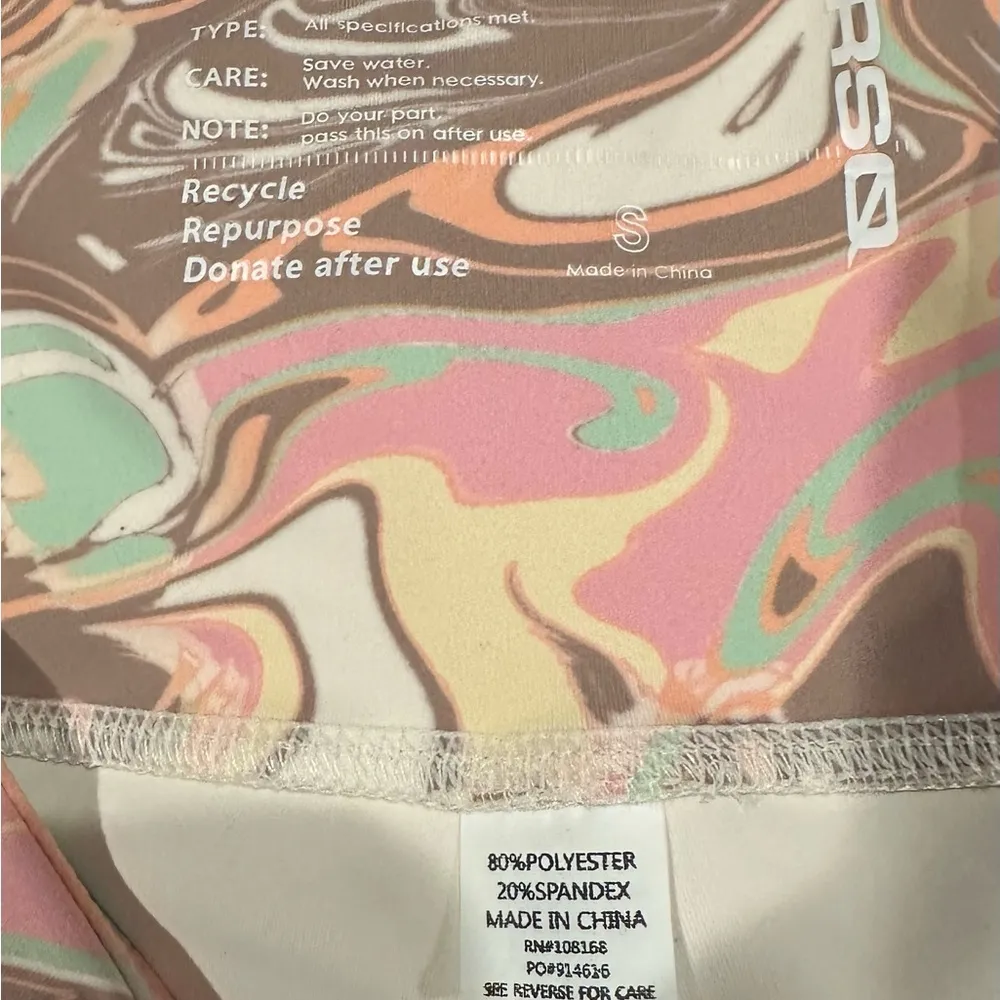 TYPE: All specifications met.
CARE: Save water.
Wash when necessary.
NOTE: Do your part,
pass this on after use.
Recycle
Repurpose
Donate after use
S
Made in China
RSQ
80%POLYESTER
20%SPANDEX
MADE IN CHINA
RN#108168
PO#914616
SEE REVERSE FOR CARE